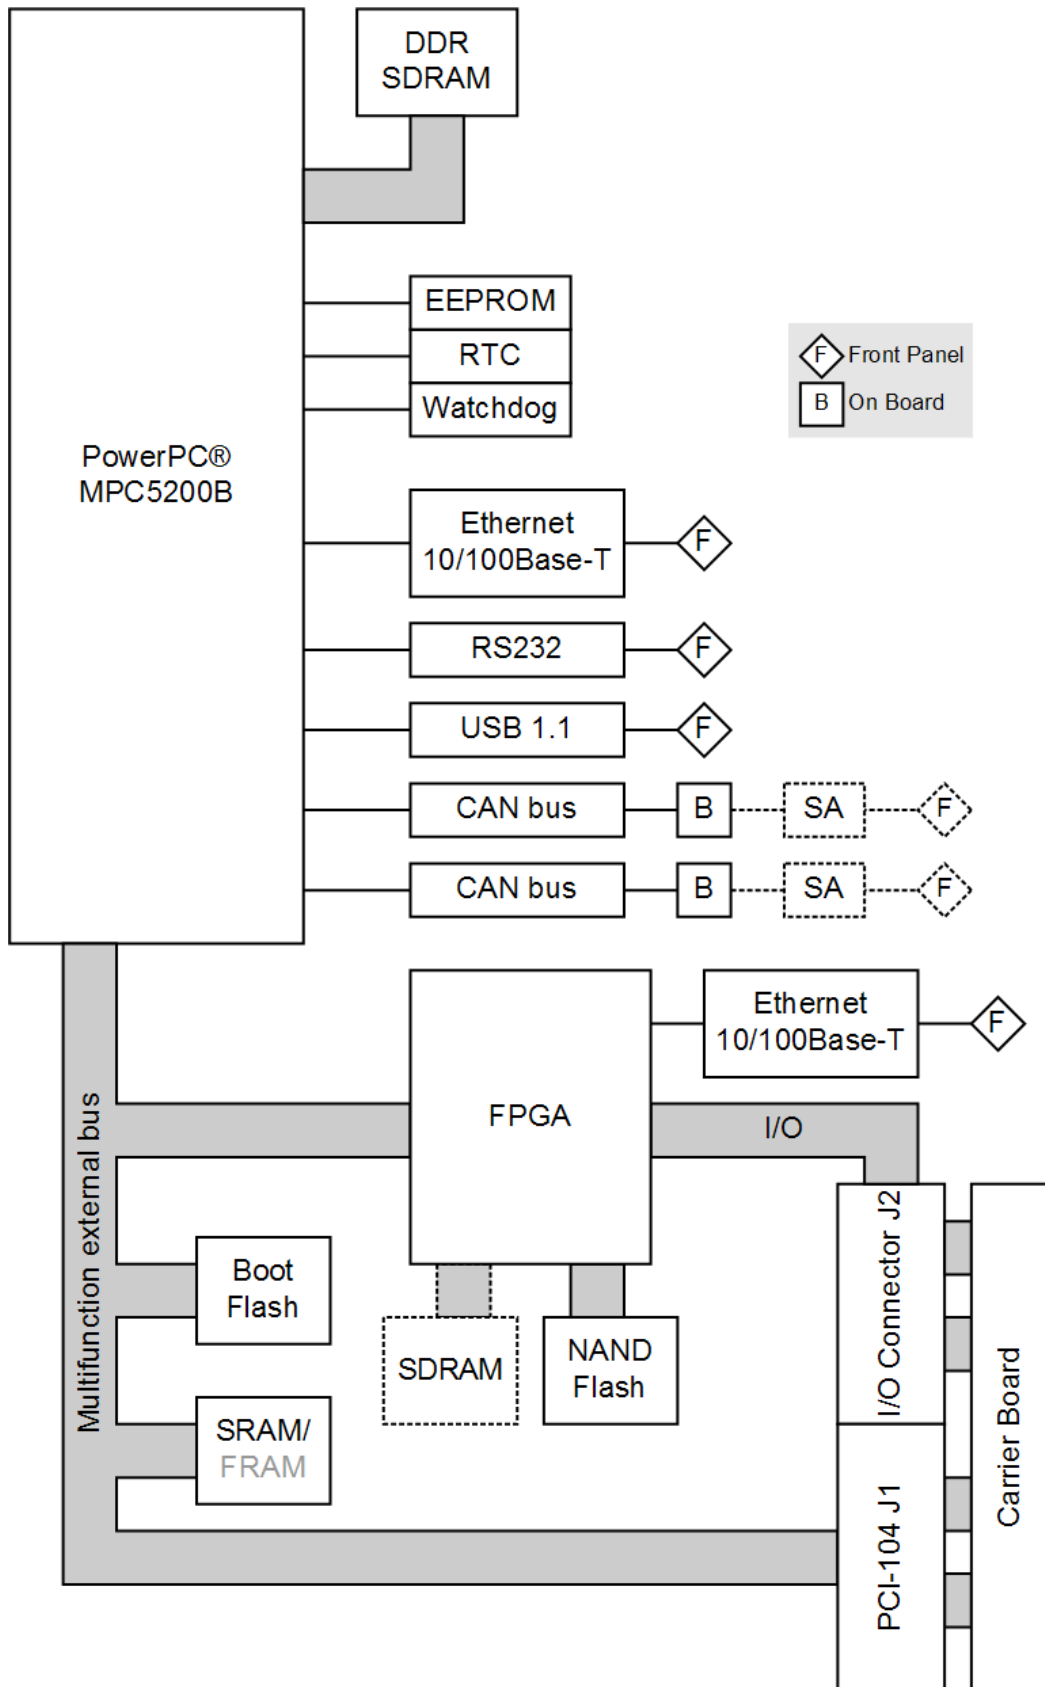 DDR
SDRAM
EEPROM
RTC
Watchdog
F Front Panel
B On Board
PowerPC®
MPC5200B
Ethernet
10/100Base-T
F
RS232
F
USB 1.1
F
CAN bus
B
SA
F
CAN bus
B
SA
F
Ethernet
10/100Base-T
F
FPGA
I/O
Multifunction external bus
Boot
Flash
SDRAM
NAND
Flash
SRAM/
FRAM
I/O Connector J2
PCI-104 J1
Carrier Board